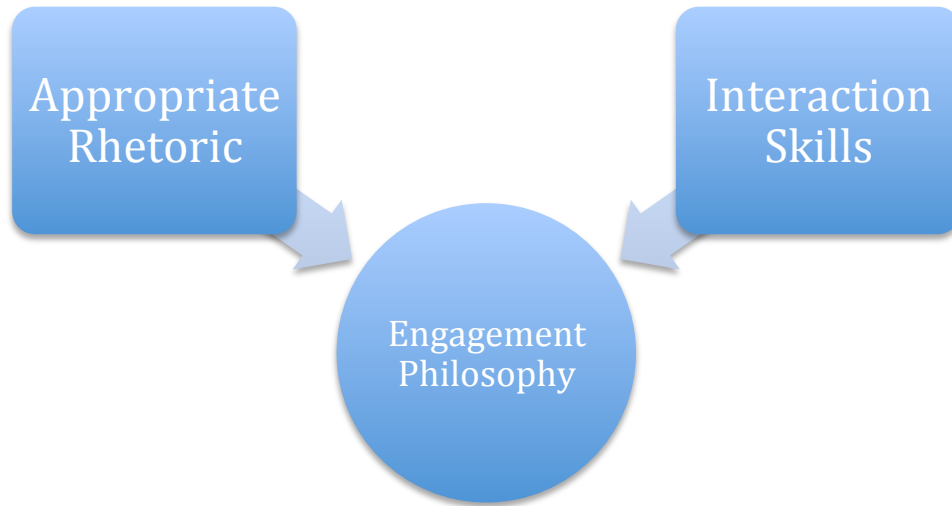 Appropriate
Rhetoric
Interaction
Skills
Engagement
Philosophy